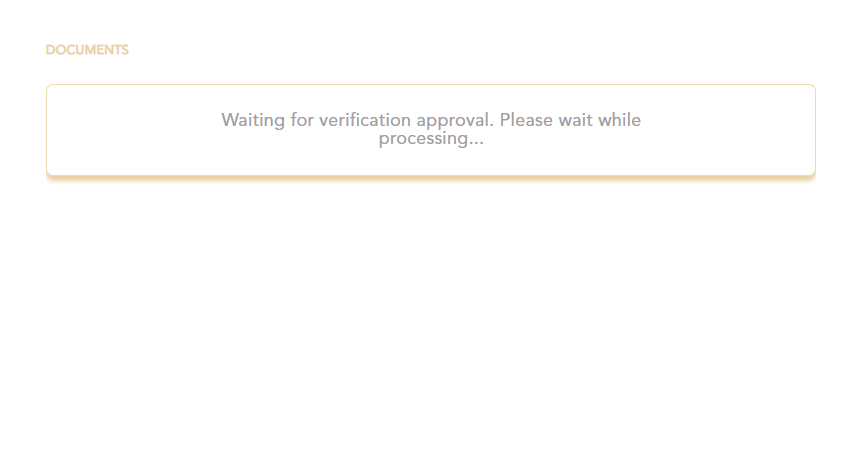 DOCUMENTS
Waiting for verification approval. Please wait while
processing...